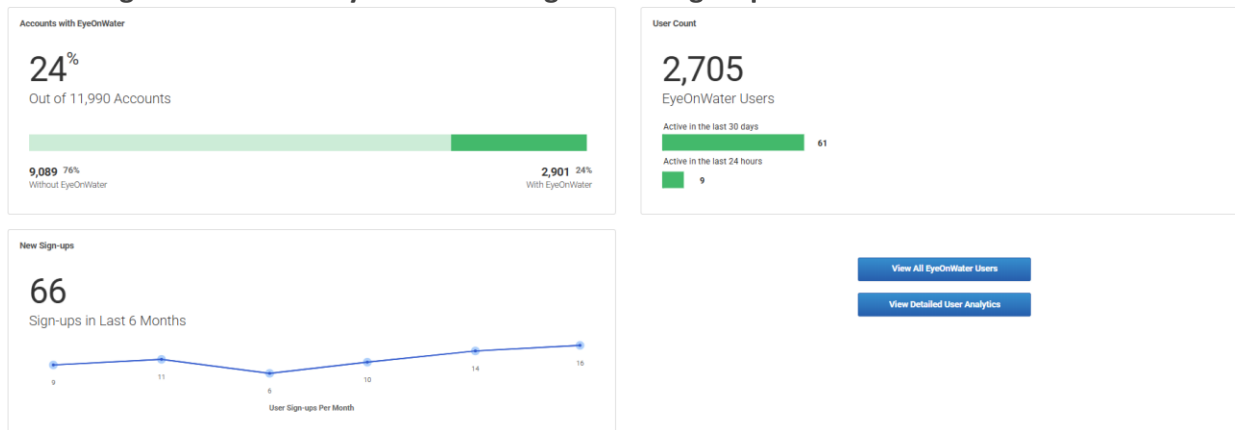 Accounts with EyeOnWater
24%
Out of 11,990 Accounts
9,089 76%
Without EyeOnWater
2,901 24%
With EyeOnWater
User Count
2,705
EyeOnWater Users
Active in the last 30 days
61
Active in the last 24 hours
9
New Sign-ups
66
Sign-ups in Last 6 Months
9
11
6
10
14
16
User Sign-ups Per Month
View All EyeOnWater Users
View Detailed User Analytics